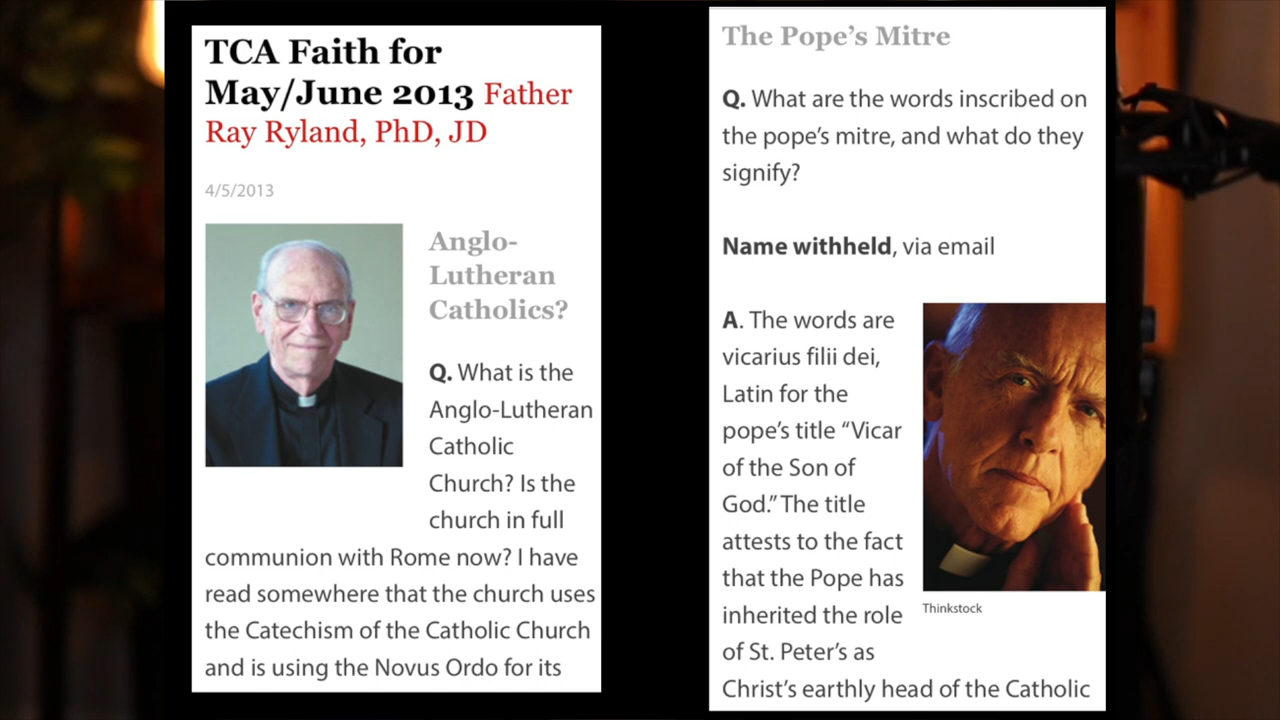 TCA Faith for
May/June 2013 Father
Ray Ryland, PhD, JD
4/5/2013
Anglo-
Lutheran
Catholics?
Q. What is the
Anglo-Lutheran
Catholic
Church? Is the
church in full
communion with Rome now? I have
read somewhere that the church uses
the Catechism of the Catholic Church
and is using the Novus Ordo for its
The Pope’s Mitre
Q. What are the words inscribed on
the pope’s mitre, and what do they
signify?
Name withheld, via email
A. The words are
vicarius filii dei,
Latin for the
pope’s title “Vicar
of the Son of
God.” The title
attests to the fact
that the Pope has
inherited the role
of St. Peter’s as
Christ’s earthly head of the Catholic
Thinkstock